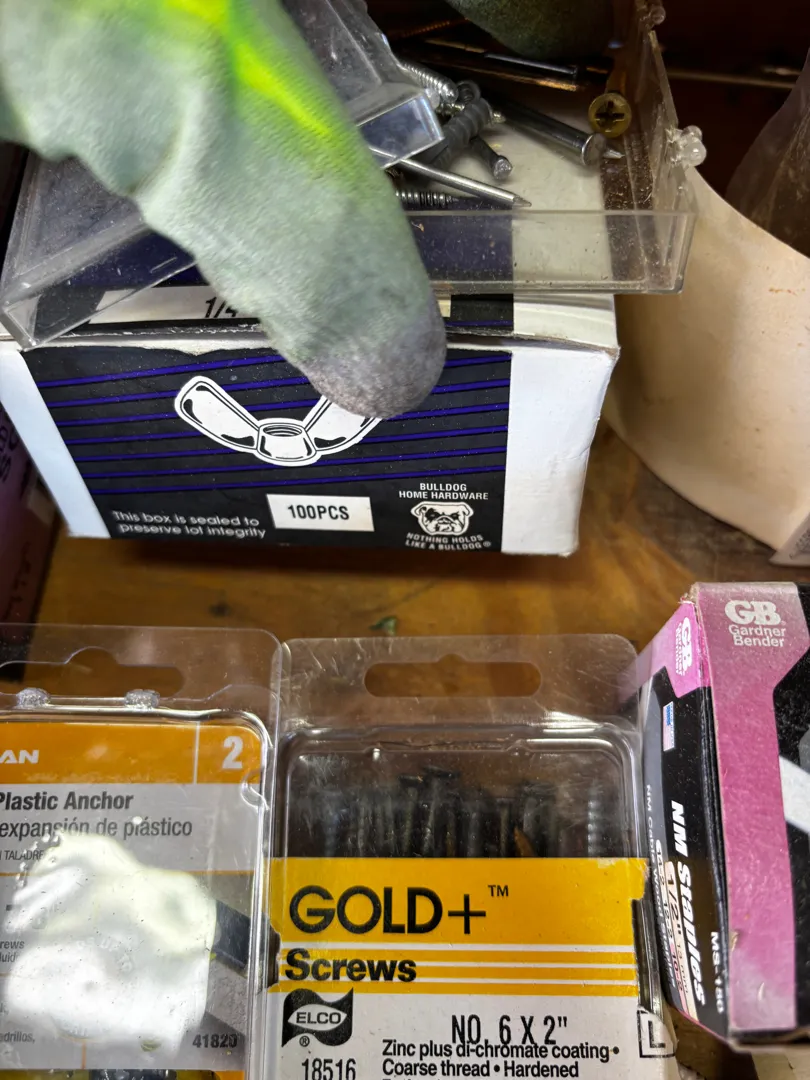 1/4
This box is sealed to
preserve lot integrity
100PCS
BULLDOG
HOME HARDWARE
NOTHING HOLDS
LIKE A BULLDOG®
GB
Gardner
Bender
NM Staples
1/2"
MS-150
AN
2
Plastic Anchor
expansión de plástico
41820
GOLD+™
Screws
ELCO
®
NO. 6 X 2"
18516
Zinc plus di-chromate coating •
Coarse thread • Hardened
L